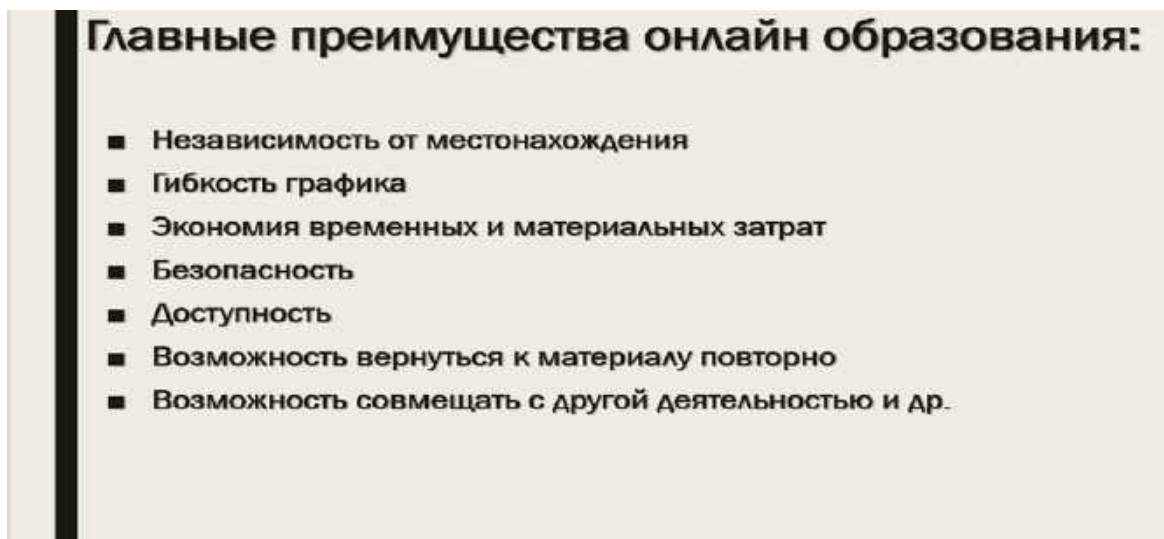 Главные преимущества онлайн образования:
■ Независимость от местонахождения
■ Гибкость графика
■ Экономия временных и материальных затрат
■ Безопасность
■ Доступность
■ Возможность вернуться к материалу повторно
■ Возможность совмещать с другой деятельностью и др.